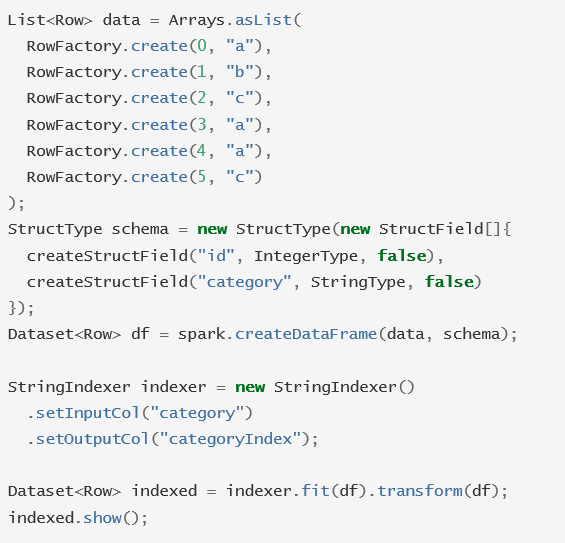 List<Row> data = Arrays.asList(
  RowFactory.create(0, "a"),
  RowFactory.create(1, "b"),
  RowFactory.create(2, "c"),
  RowFactory.create(3, "a"),
  RowFactory.create(4, "a"),
  RowFactory.create(5, "c")
);
StructType schema = new StructType(new StructField[]{
  createStructField("id", IntegerType, false),
  createStructField("category", StringType, false)
});
Dataset<Row> df = spark.createDataFrame(data, schema);

StringIndexer indexer = new StringIndexer()
  .setInputCol("category")
  .setOutputCol("categoryIndex");

Dataset<Row> indexed = indexer.fit(df).transform(df);
indexed.show();